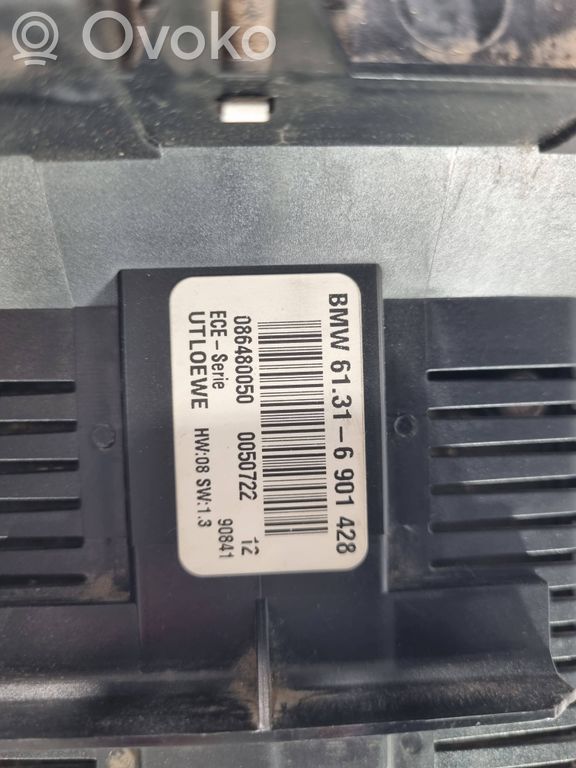 Ovoko
BMW 61.31-6 901 428
086480050 0050722 12
ECE-Serie 90841
UTLOEWE HW:08 SW:1.3